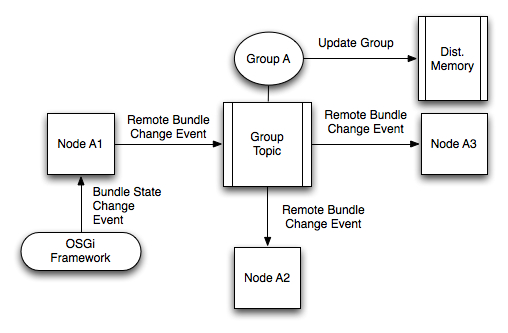 Group A
Update Group
Dist.
Memory
Node A1
Remote Bundle
Change Event
Group
Topic
Remote Bundle
Change Event
Node A3
Bundle State
Change
Event
Remote Bundle
Change Event
OSGi
Framework
Node A2